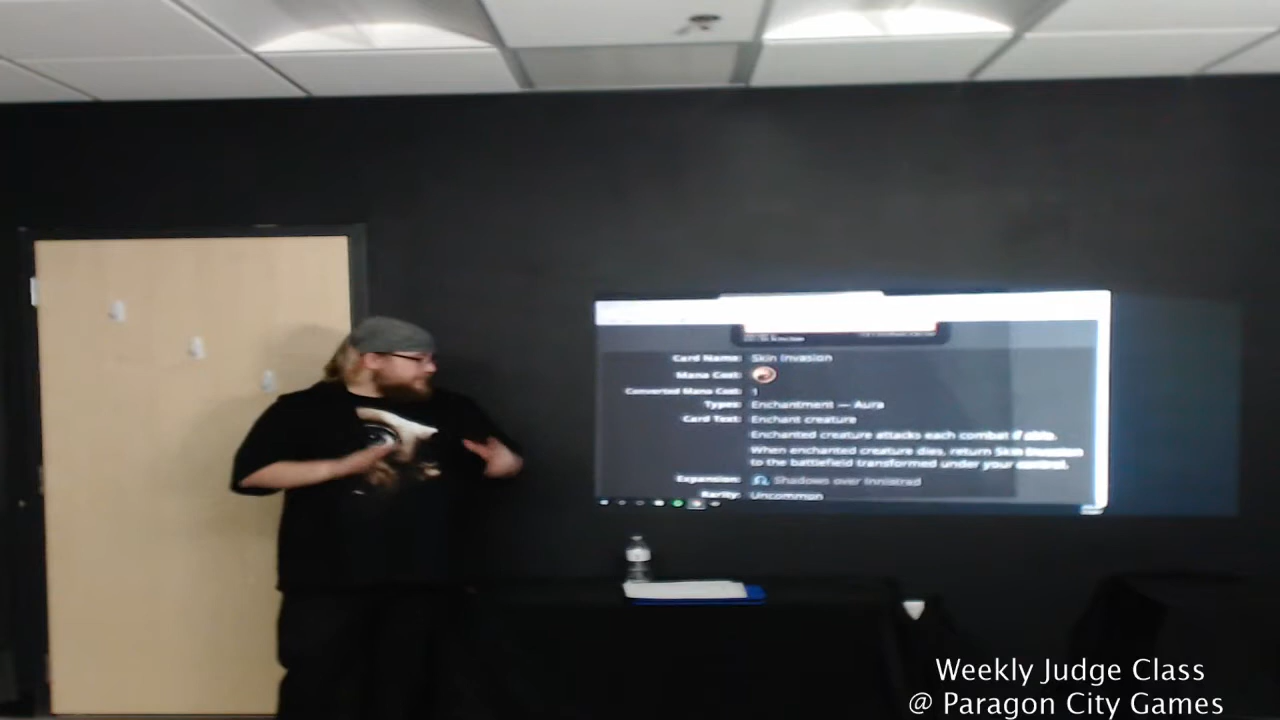 Card Name: Skin Invasion
Mana Cost:
Converted Mana Cost: 1
Types: Enchantment — Aura
Card Text: Enchant creature
Enchanted creature attacks each combat if able.
When enchanted creature dies, return Skin Invasion
to the battlefield transformed under your control.
Expansion: Shadows over Innistrad
Rarity: Uncommon
Weekly Judge Class
@ Paragon City Games